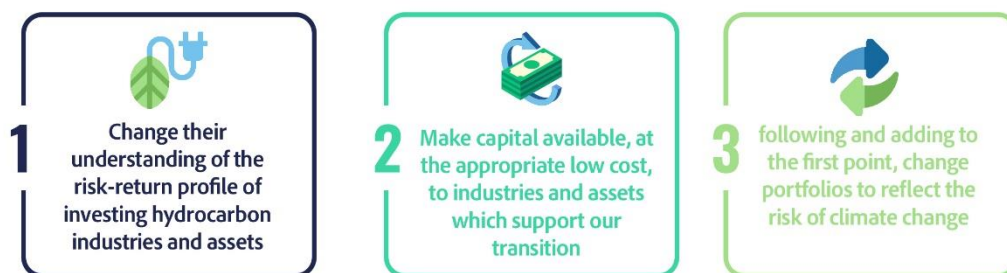 1
Change their
understanding of the
risk-return profile of
investing hydrocarbon
industries and assets
2
Make capital available, at
the appropriate low cost,
to industries and assets
which support our
transition
3
following and adding to
the first point, change
portfolios to reflect the
risk of climate change